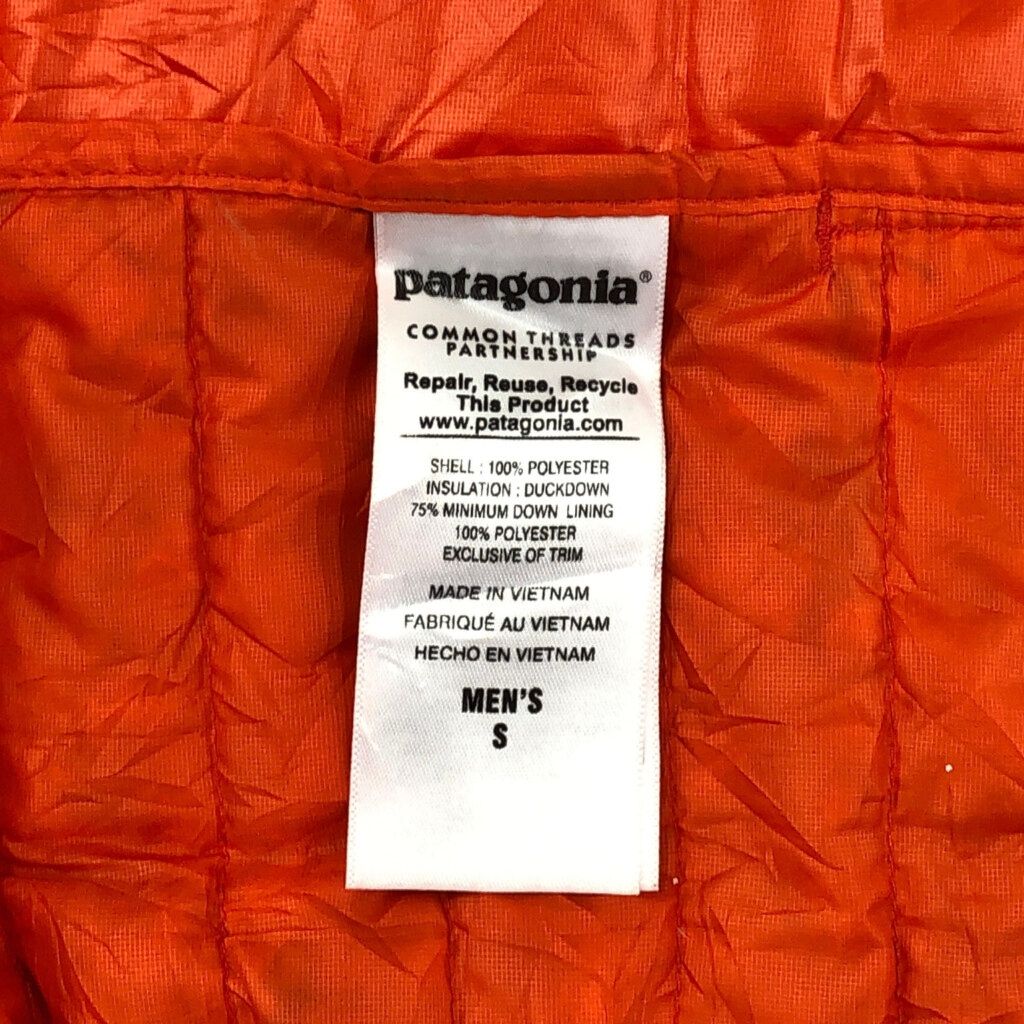 patagonia®
COMMON THREADS
PARTNERSHIP
Repair, Reuse, Recycle
This Product
www.patagonia.com
SHELL : 100% POLYESTER
INSULATION : DUCKDOWN
75% MINIMUM DOWN LINING
100% POLYESTER
EXCLUSIVE OF TRIM
MADE IN VIETNAM
FABRIQUÉ AU VIETNAM
HECHO EN VIETNAM
MEN'S
S